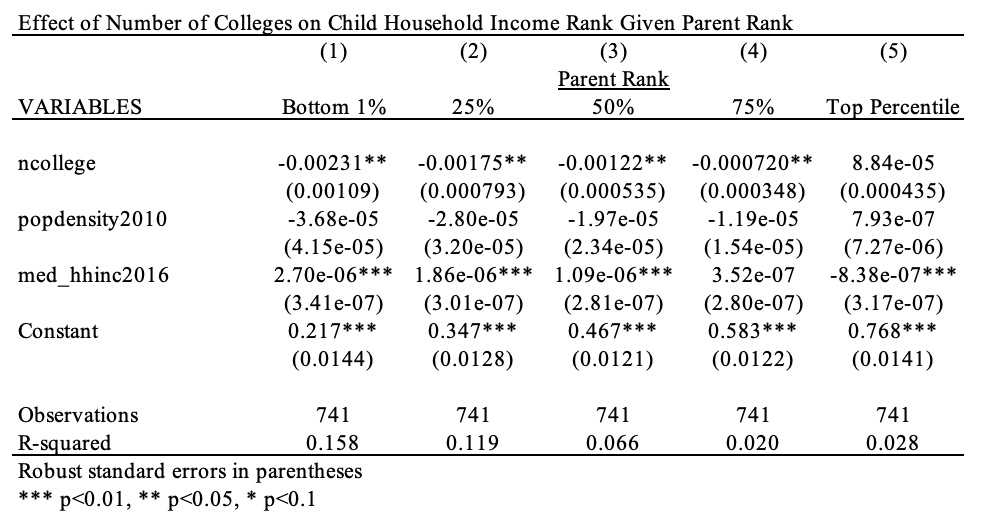 Effect of Number of Colleges on Child Household Income Rank Given Parent Rank
(1) (2) (3) (4) (5)
Parent Rank
VARIABLES Bottom 1% 25% 50% 75% Top Percentile
ncollege -0.00231** -0.00175** -0.00122** -0.000720** 8.84e-05
(0.00109) (0.000793) (0.000535) (0.000348) (0.000435)
popdensity2010 -3.68e-05 -2.80e-05 -1.97e-05 -1.19e-05 7.93e-07
(4.15e-05) (3.20e-05) (2.34e-05) (1.54e-05) (7.27e-06)
med_hhinc2016 2.70e-06*** 1.86e-06*** 1.09e-06*** 3.52e-07 -8.38e-07***
(3.41e-07) (3.01e-07) (2.81e-07) (2.80e-07) (3.17e-07)
Constant 0.217*** 0.347*** 0.467*** 0.583*** 0.768***
(0.0144) (0.0128) (0.0121) (0.0122) (0.0141)
Observations 741 741 741 741 741
R-squared 0.158 0.119 0.066 0.020 0.028
Robust standard errors in parentheses
*** p<0.01, ** p<0.05, * p<0.1